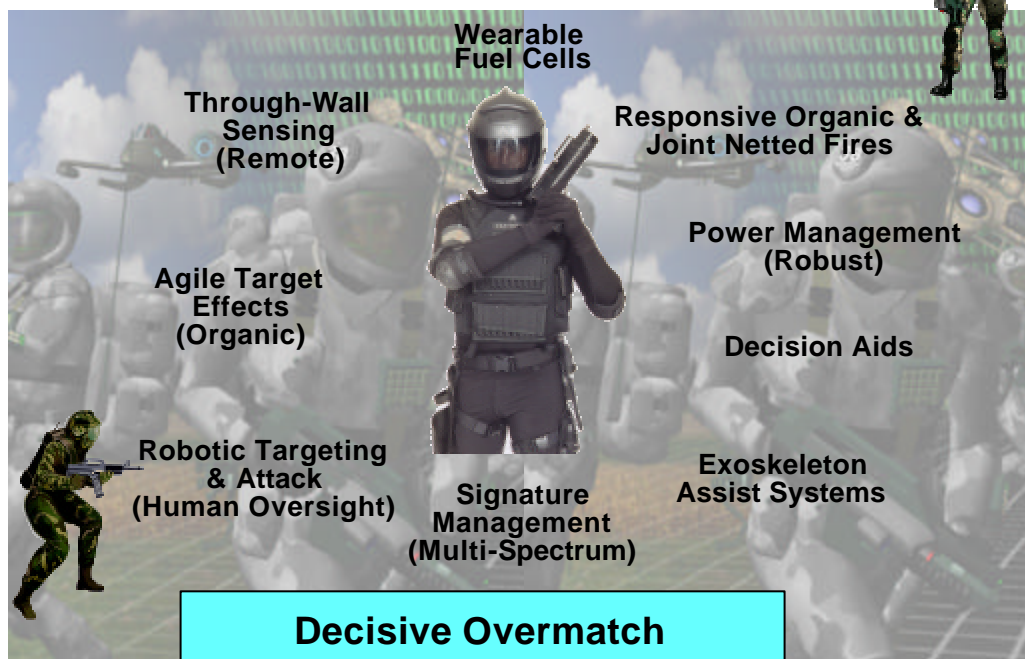 Wearable
Fuel Cells
Through-Wall
Sensing
(Remote)
Responsive Organic &
Joint Netted Fires
Power Management
(Robust)
Agile Target
Effects
(Organic)
Decision Aids
Robotic Targeting
& Attack
(Human Oversight)
Exoskeleton
Assist Systems
Signature
Management
(Multi-Spectrum)
Decisive Overmatch